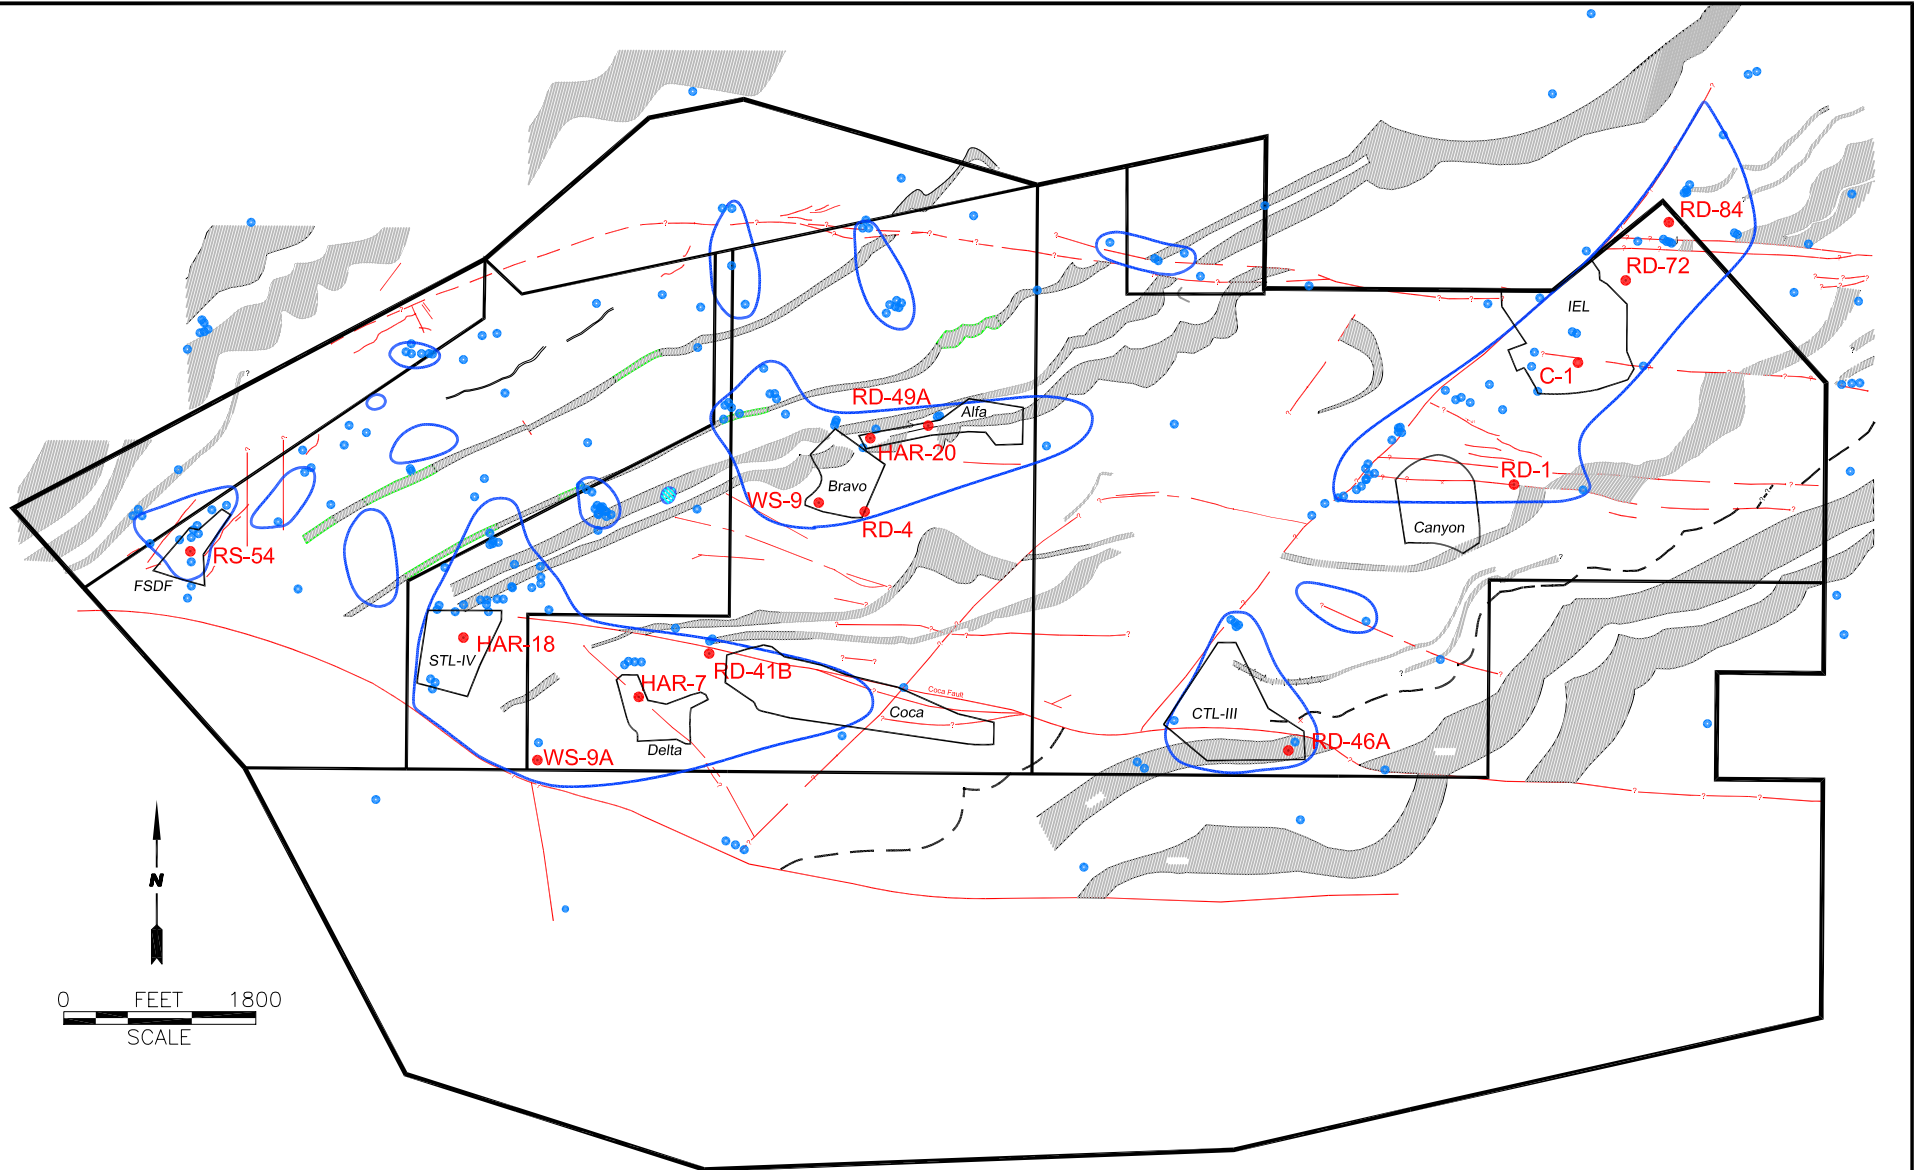 RD-84
RD-72
IEL
C-1
RD-49A
Alfa
HAR-20
Bravo
WS-9
RD-4
RD-1
Canyon
RS-54
FSDF
HAR-18
STL-IV
RD-41B
HAR-7
Coca Fault
Coca
Delta
WS-9A
CTL-III
RD-46A
N
0 FEET 1800
SCALE